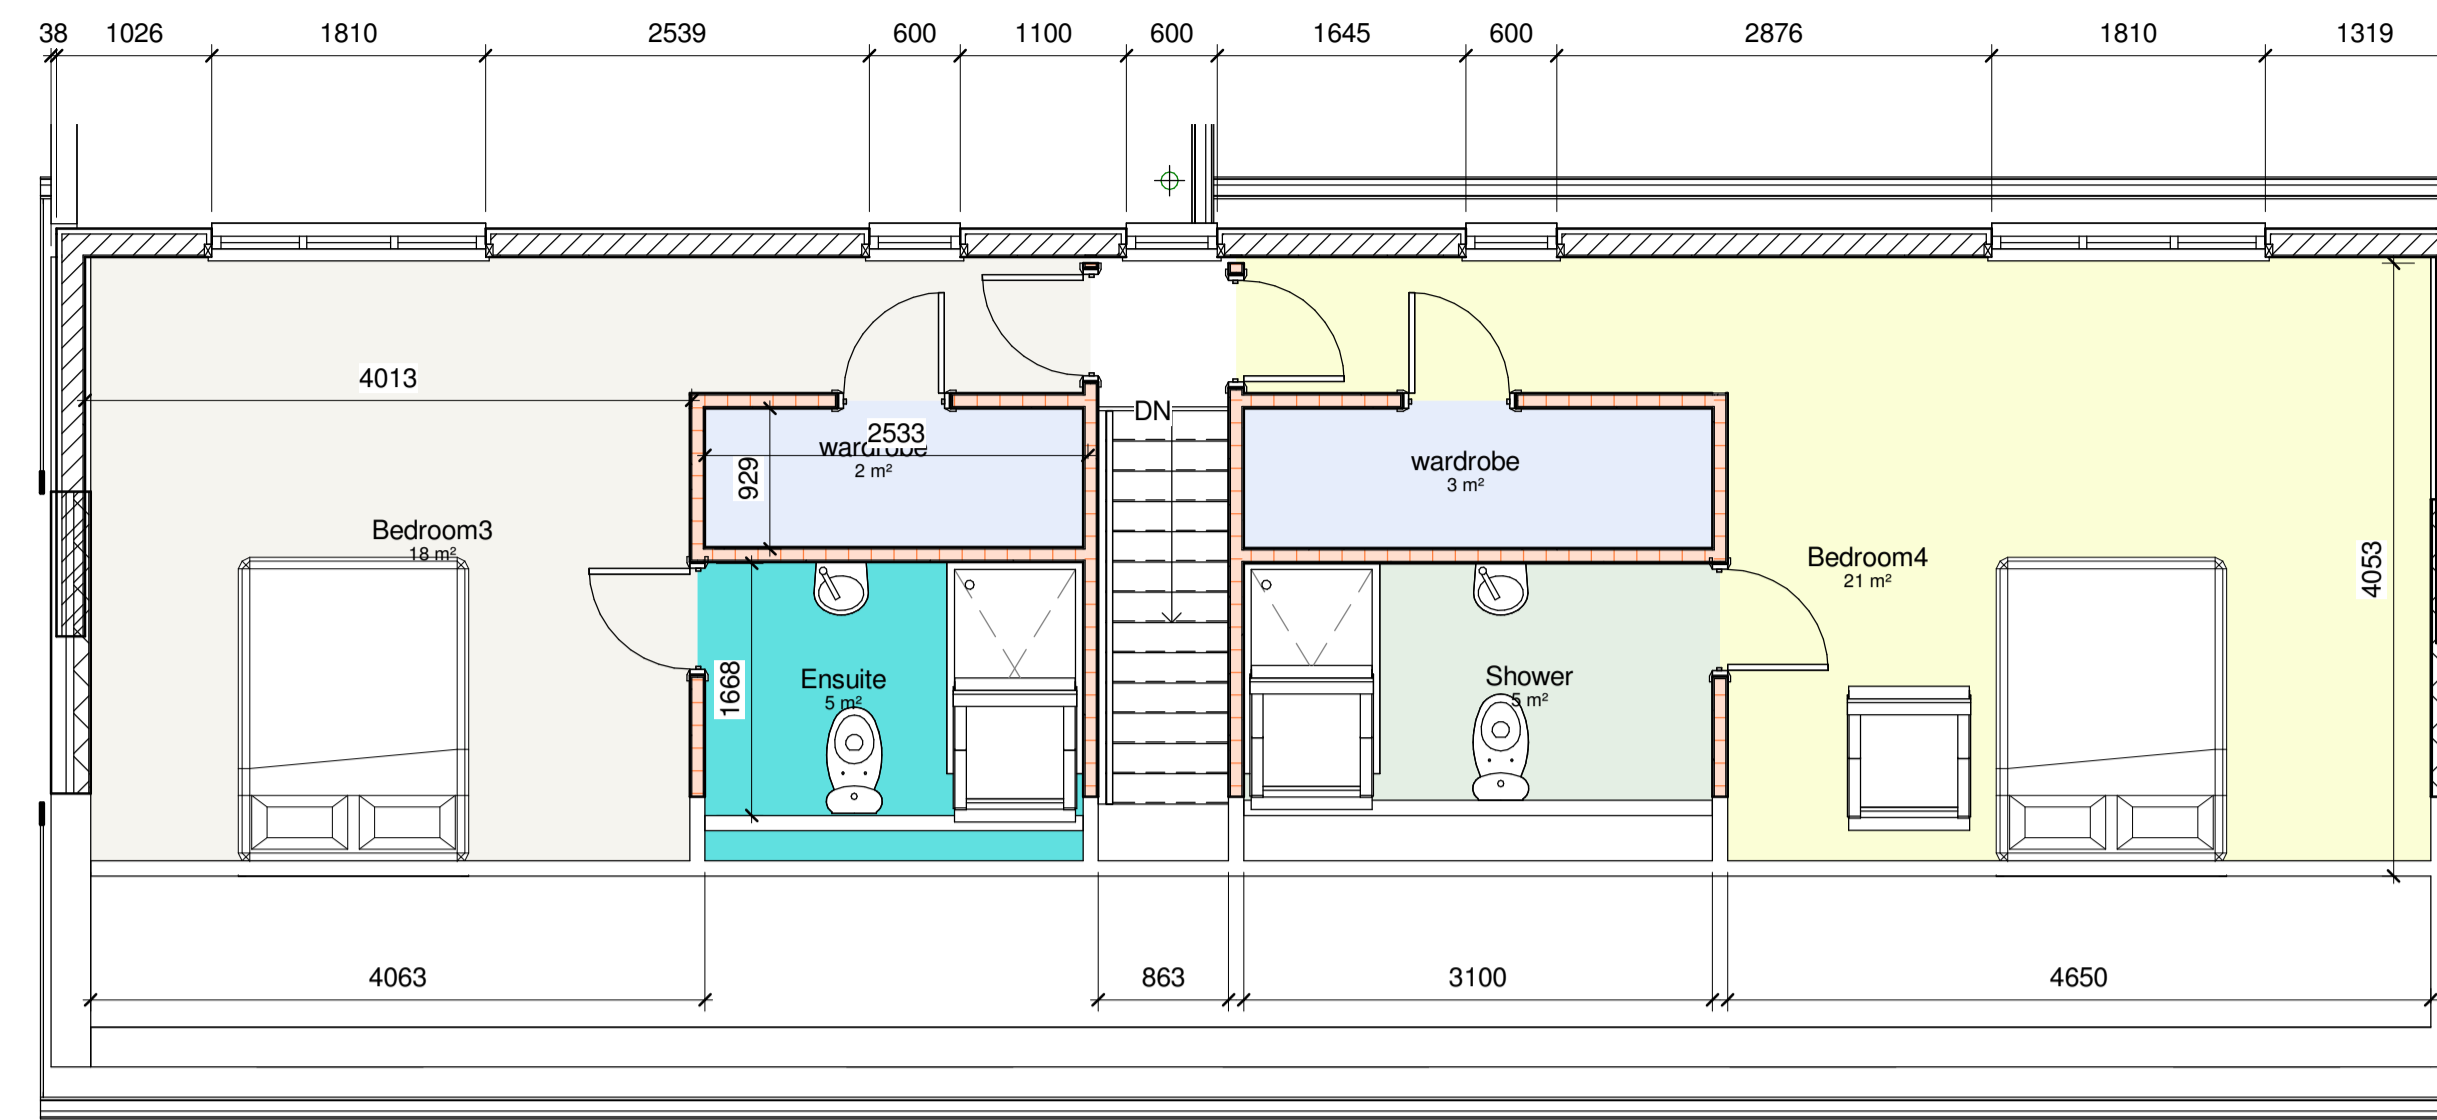 38 1026 1810 2539 600 1100 600 1645 600 2876 1810 1319
4013
DN
2533
wardrobe
2 m²
929
wardrobe
3 m²
Bedroom3
18 m²
Bedroom4
21 m²
4053
Ensuite
5 m²
1668
Shower
5 m²
4063 863 3100 4650